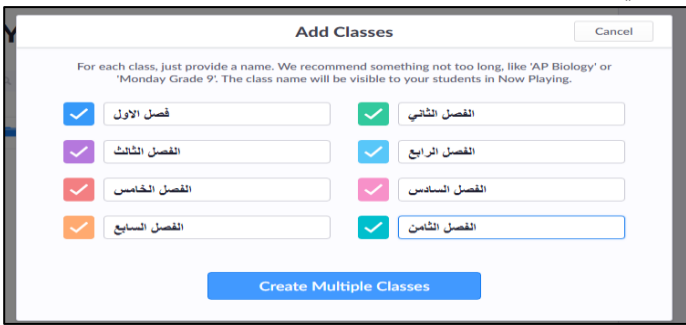 Add Classes
Cancel
For each class, just provide a name. We recommend something not too long, like 'AP Biology' or
'Monday Grade 9'. The class name will be visible to your students in Now Playing.
فصل الاول
الفصل الثاني
الفصل الثالث
الفصل الرابع
الفصل الخامس
الفصل السادس
الفصل السابع
الفصل الثامن
Create Multiple Classes